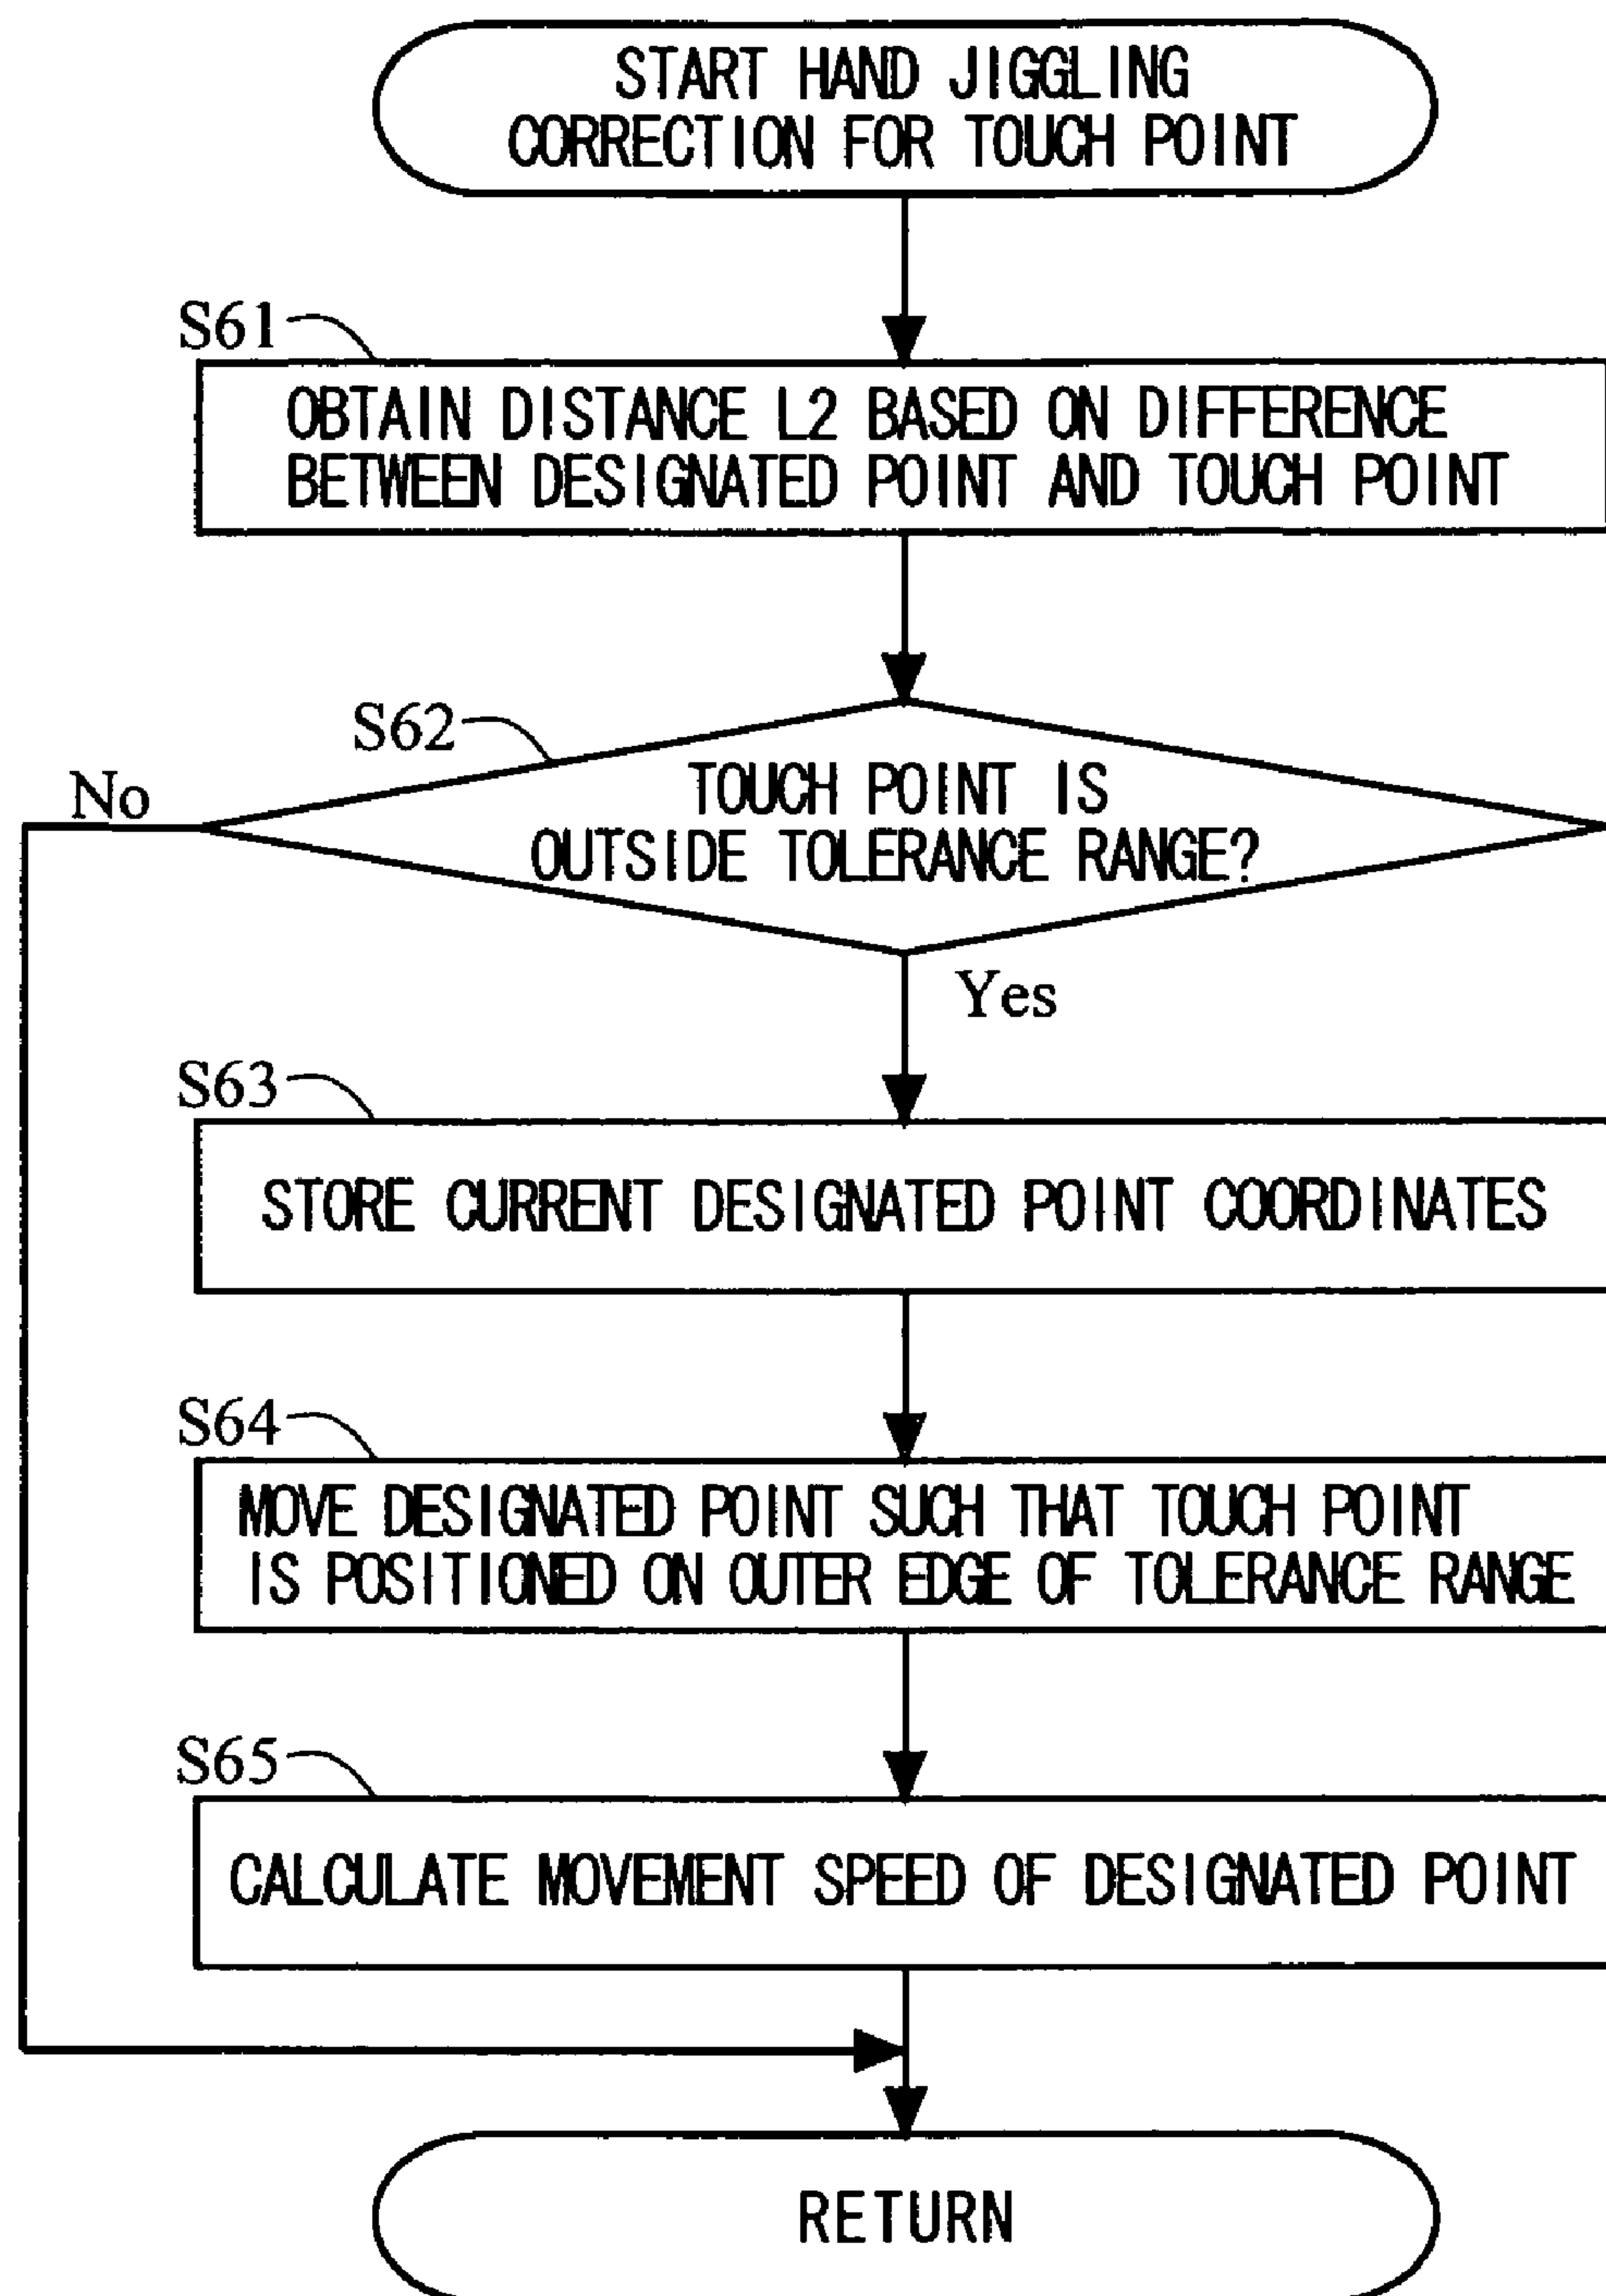 START HAND JIGGLING
CORRECTION FOR TOUCH POINT
S61
OBTAIN DISTANCE L2 BASED ON DIFFERENCE
BETWEEN DESIGNATED POINT AND TOUCH POINT
S62
No
TOUCH POINT IS
OUTSIDE TOLERANCE RANGE?
Yes
S63
STORE CURRENT DESIGNATED POINT COORDINATES
S64
MOVE DESIGNATED POINT SUCH THAT TOUCH POINT
IS POSITIONED ON OUTER EDGE OF TOLERANCE RANGE
S65
CALCULATE MOVEMENT SPEED OF DESIGNATED POINT
RETURN